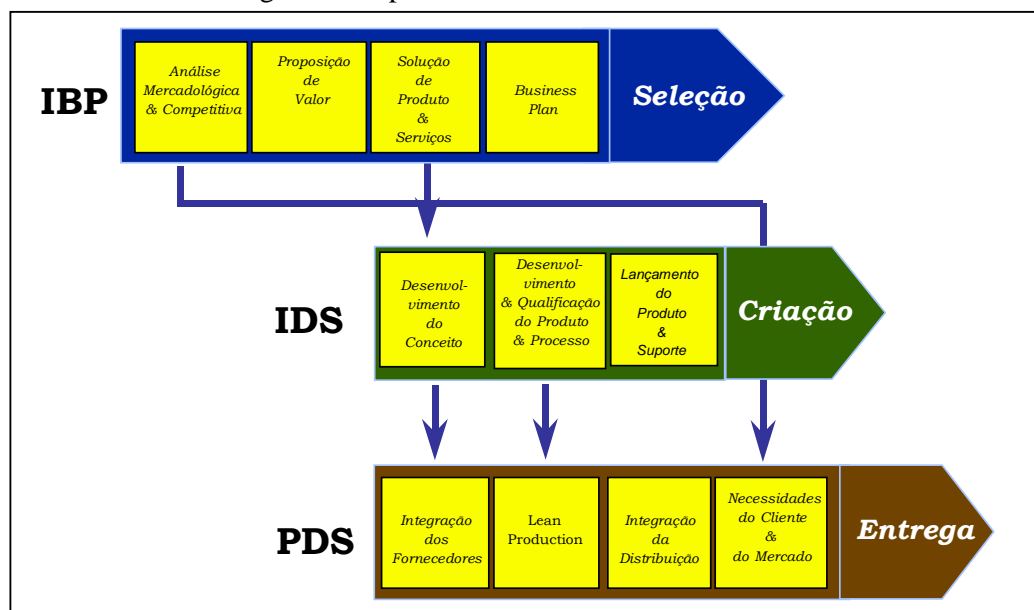 IBP
Análise
Mercadológica
& Competitiva
Proposição
de
Valor
Solução
de
Produto
&
Serviços
Business
Plan
Seleção
IDS
Desenvol-
vimento
do
Conceito
Desenvol-
vimento
& Qualificação
do Produto
& Processo
Lançamento
do
Produto
&
Suporte
Criação
PDS
Integração
dos
Fornecedores
Lean
Production
Integração
da
Distribuição
Necessidades
do Cliente
&
do Mercado
Entrega